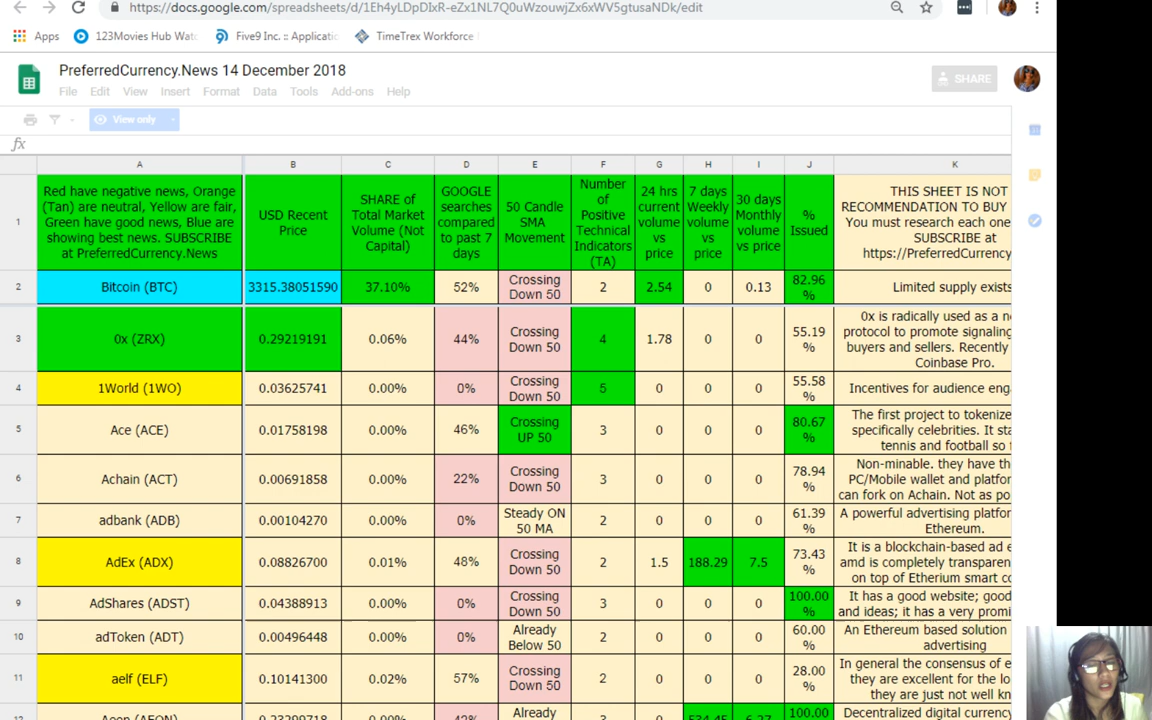 https://docs.google.com/spreadsheets/d/1Eh4yLDpDIxR-eZx1NL7Q0uWzouwjZx6xWV5gtusaNDk/edit
Apps 123Movies Hub Five9 Inc. :: Applicati TimeTrex Workforce
PreferredCurrency.News 14 December 2018
SHARE
File Edit View Insert Format Data Tools Add-ons Help
View only
fx
A B C D E F G H I J K
1
Red have negative news, Orange
(Tan) are neutral, Yellow are fair,
Green have good news, Blue are
showing best news. SUBSCRIBE
at PreferredCurrency.News
USD Recent
Price
SHARE of
Total Market
Volume (Not
Capital)
GOOGLE
searches
compared
to past 7
days
50 Candle
SMA
Movement
Number
of
Positive
Technical
Indicators
(TA)
24 hrs
current
volume
vs
price
7 days
Weekly
volume
vs
price
30 days
Monthly
volume
vs price
%
Issued
THIS SHEET IS NOT
RECOMMENDATION TO BUY
You must research each one
SUBSCRIBE at
https://PreferredCurrency
2
Bitcoin (BTC)
3315.38051590
37.10%
52%
Crossing
Down 50
2
2.54
0
0.13
82.96
%
Limited supply exists
3
0x (ZRX)
0.29219191
0.06%
44%
Crossing
Down 50
4
1.78
0
0
55.19
%
0x is radically used as a n
protocol to promote signaling
buyers and sellers. Recently
Coinbase Pro.
4
1World (1WO)
0.03625741
0.00%
0%
Crossing
Down 50
5
0
0
0
55.58
%
Incentives for audience eng
5
Ace (ACE)
0.01758198
0.00%
46%
Crossing
UP 50
3
0
0
0
80.67
%
The first project to tokenize
specifically celebrities. It sta
tennis and football so f
6
Achain (ACT)
0.00691858
0.00%
22%
Crossing
Down 50
3
0
0
0
78.94
%
Non-minable. they have th
PC/Mobile wallet and platfor
can fork on Achain. Not as po
7
adbank (ADB)
0.00104270
0.00%
0%
Steady ON
50 MA
2
0
0
0
61.39
%
A powerful advertising platfor
Ethereum.
8
AdEx (ADX)
0.08826700
0.01%
48%
Crossing
Down 50
2
1.5
188.29
7.5
73.43
%
It is a blockchain-based ad e
amd is completely transparen
on top of Etherium smart co
9
AdShares (ADST)
0.04388913
0.00%
0%
Crossing
Down 50
3
0
0
0
100.00
%
It has a good website; good
and ideas; it has a very promi
10
adToken (ADT)
0.00496448
0.00%
0%
Already
Below 50
2
0
0
0
60.00
%
An Ethereum based solution
advertising
11
aelf (ELF)
0.10141300
0.02%
57%
Crossing
Down 50
2
0
0
0
28.00
%
In general the consensus of e
they are excellent for the lo
they are just not well kn
Already
100.00
Decentralized digital currency